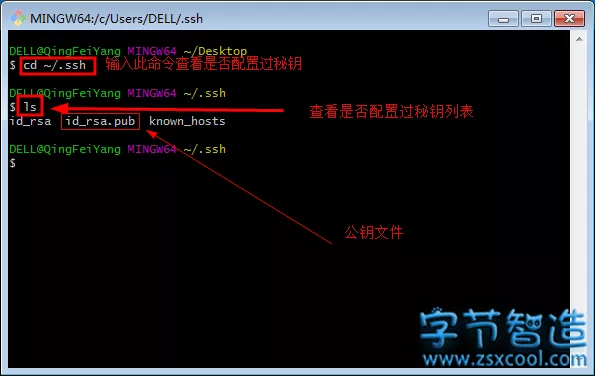 MINGW64:/c/Users/DELL/.ssh
DELL@QingFeiYang MINGW64 ~/Desktop
$ cd ~/.ssh 输入此命令查看是否配置过秘钥
DELL@QingFeiYang MINGW64 ~/.ssh
$ ls 查看是否配置过秘钥列表
id_rsa id_rsa.pub known_hosts
DELL@QingFeiYang MINGW64 ~/.ssh
$
公钥文件
字节智造
www.zsxcool.com